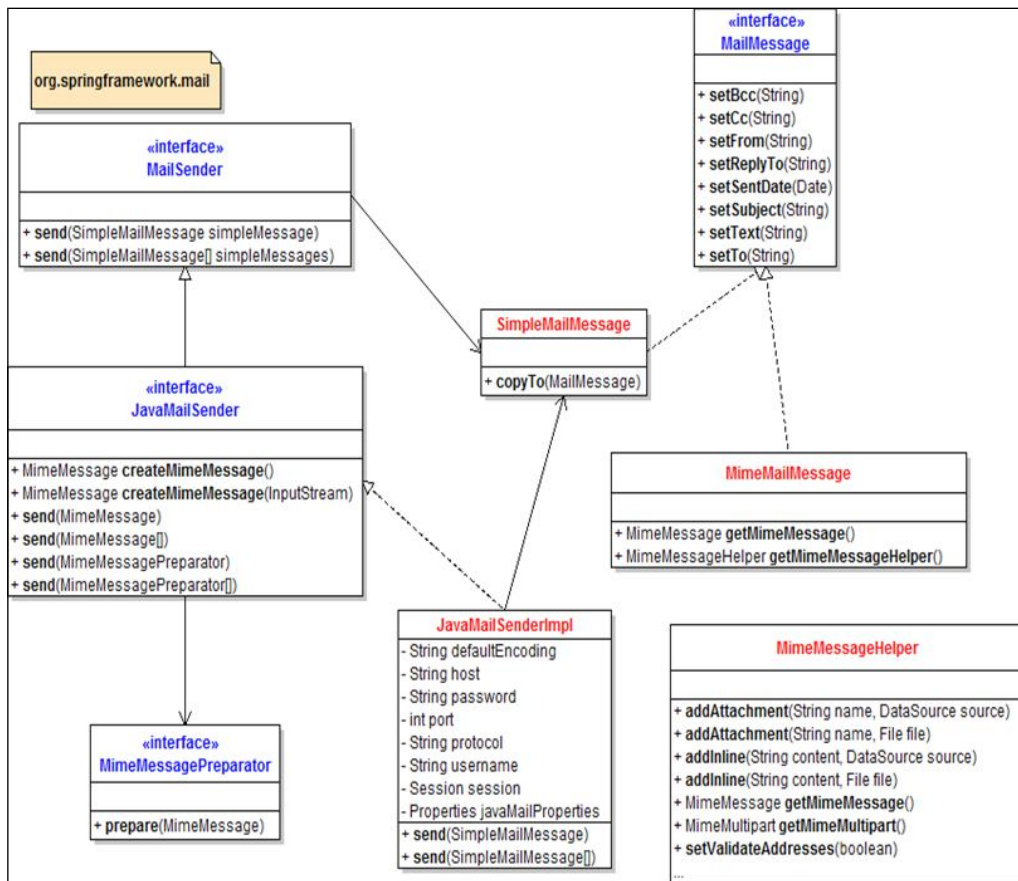 org.springframework.mail
«interface»
MailSender
+ send(SimpleMailMessage simpleMessage)
+ send(SimpleMailMessage[] simpleMessages)
«interface»
MailMessage
+ setBcc(String)
+ setCc(String)
+ setFrom(String)
+ setReplyTo(String)
+ setSentDate(Date)
+ setSubject(String)
+ setText(String)
+ setTo(String)
SimpleMailMessage
+ copyTo(MailMessage)
«interface»
JavaMailSender
+ MimeMessage createMimeMessage()
+ MimeMessage createMimeMessage(InputStream)
+ send(MimeMessage)
+ send(MimeMessage[])
+ send(MimeMessagePreparator)
+ send(MimeMessagePreparator[])
MimeMailMessage
+ MimeMessage getMimeMessage()
+ MimeMessageHelper getMimeMessageHelper()
JavaMailSenderImpl
- String defaultEncoding
- String host
- String password
- int port
- String protocol
- String username
- Session session
- Properties javaMailProperties
+ send(SimpleMailMessage)
+ send(SimpleMailMessage[])
MimeMessageHelper
+ addAttachment(String name, DataSource source)
+ addAttachment(String name, File file)
+ addInline(String content, DataSource source)
+ addInline(String content, File file)
+ MimeMessage getMimeMessage()
+ MimeMultipart getMimeMultipart()
+ setValidateAddresses(boolean)
...
«interface»
MimeMessagePreparator
+ prepare(MimeMessage)